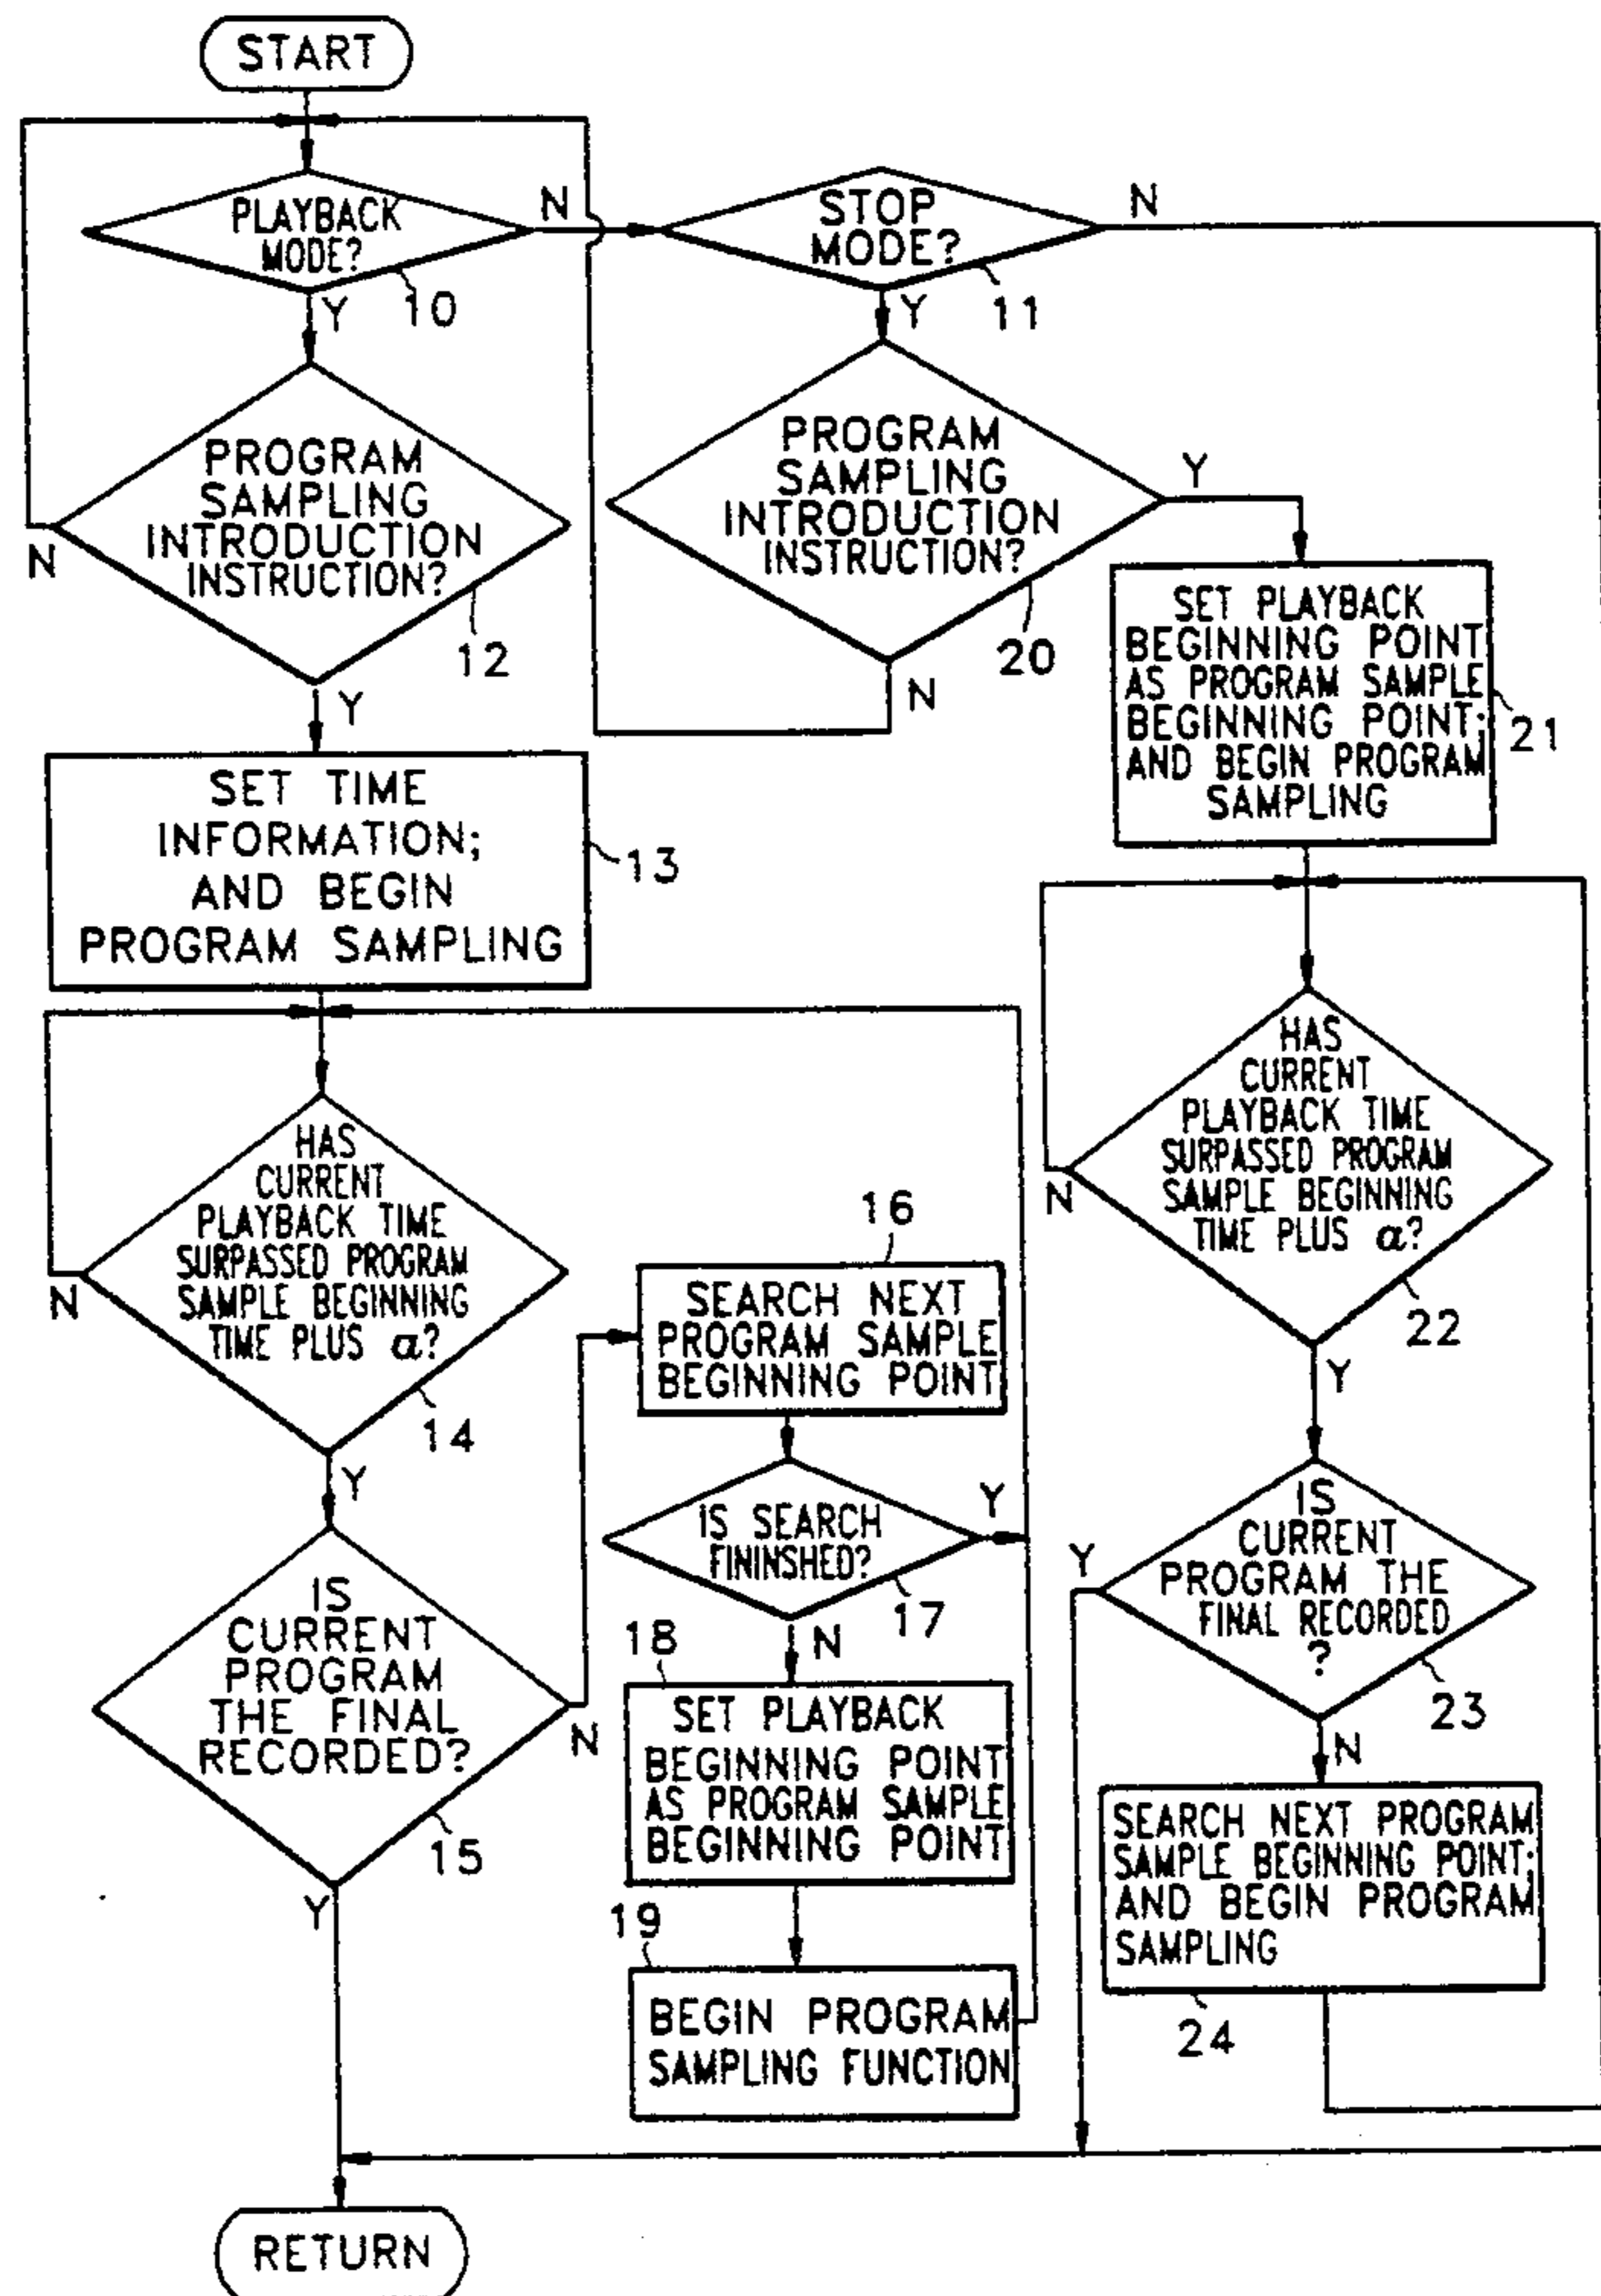 START
PLAYBACK
MODE?
10
N
Y
STOP
MODE?
11
N
Y
PROGRAM
SAMPLING
INTRODUCTION
INSTRUCTION?
12
N
Y
PROGRAM
SAMPLING
INTRODUCTION
INSTRUCTION?
20
Y
N
SET PLAYBACK
BEGINNING POINT
AS PROGRAM SAMPLE
BEGINNING POINT;
AND BEGIN PROGRAM
SAMPLING
21
SET TIME
INFORMATION;
AND BEGIN
PROGRAM SAMPLING
13
HAS
CURRENT
PLAYBACK TIME
SURPASSED PROGRAM
SAMPLE BEGINNING
TIME PLUS α?
14
N
Y
HAS
CURRENT
PLAYBACK TIME
SURPASSED PROGRAM
SAMPLE BEGINNING
TIME PLUS α?
22
N
Y
16
SEARCH NEXT
PROGRAM SAMPLE
BEGINNING POINT
IS SEARCH
FININSHED?
17
Y
N
IS
CURRENT
PROGRAM
THE FINAL
RECORDED?
15
N
Y
18
SET PLAYBACK
BEGINNING POINT
AS PROGRAM SAMPLE
BEGINNING POINT
19
BEGIN PROGRAM
SAMPLING FUNCTION
IS
CURRENT
PROGRAM THE
FINAL RECORDED
?
23
Y
N
SEARCH NEXT PROGRAM
SAMPLE BEGINNING POINT;
AND BEGIN PROGRAM
SAMPLING
24
RETURN